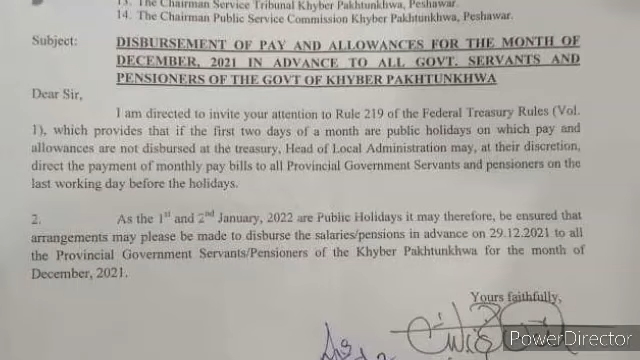 13. The Chairman Service Tribunal Khyber Pakhtunkhwa, Peshawar.
14. The Chairman Public Service Commission Khyber Pakhtunkhwa, Peshawar.
Subject: DISBURSEMENT OF PAY AND ALLOWANCES FOR THE MONTH OF
DECEMBER, 2021 IN ADVANCE TO ALL GOVT. SERVANTS AND
PENSIONERS OF THE GOVT OF KHYBER PAKHTUNKHWA
Dear Sir,
I am directed to invite your attention to Rule 219 of the Federal Treasury Rules (Vol.
1), which provides that if the first two days of a month are public holidays on which pay and
allowances are not disbursed at the treasury, Head of Local Administration may, at their discretion,
direct the payment of monthly pay bills to all Provincial Government Servants and pensioners on the
last working day before the holidays.
2. As the 1st and 2nd January, 2022 are Public Holidays it may therefore, be ensured that
arrangements may please be made to disburse the salaries/pensions in advance on 29.12.2021 to all
the Provincial Government Servants/Pensioners of the Khyber Pakhtunkhwa for the month of
December, 2021.
Yours faithfully,
PowerDirector